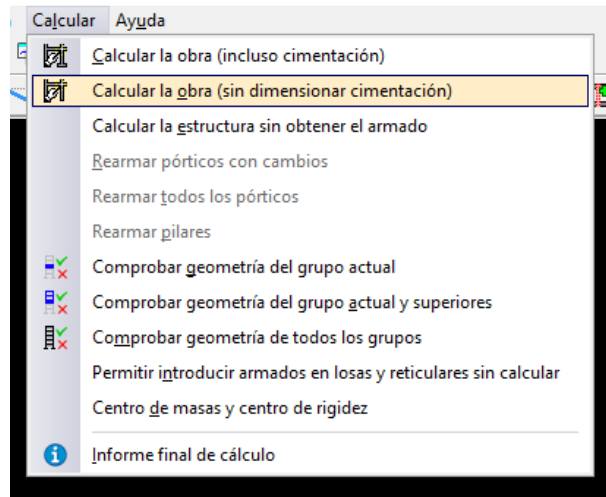 Calcular Ayuda
Calcular la obra (incluso cimentación)
Calcular la obra (sin dimensionar cimentación)
Calcular la estructura sin obtener el armado
Rearmar pórticos con cambios
Rearmar todos los pórticos
Rearmar pilares
Comprobar geometría del grupo actual
Comprobar geometría del grupo actual y superiores
Comprobar geometría de todos los grupos
Permitir introducir armados en losas y reticulares sin calcular
Centro de masas y centro de rigidez
Informe final de cálculo